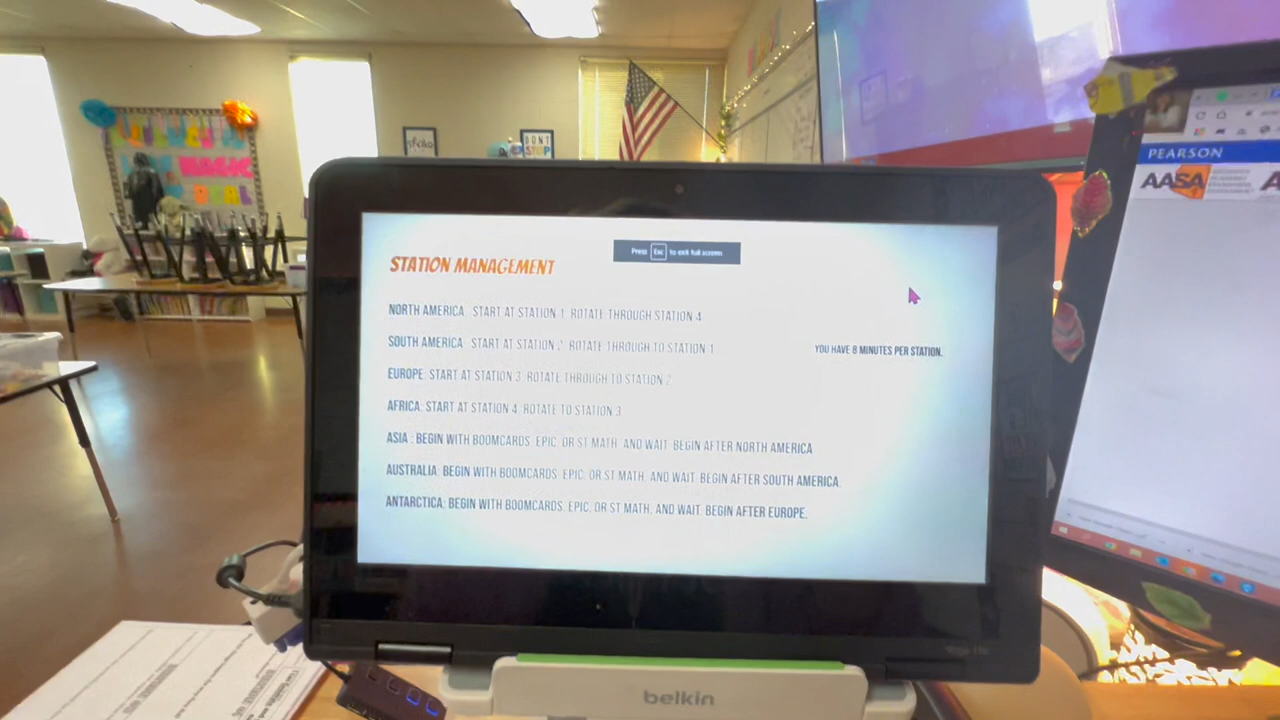 DON'T
STOP
PEARSON
AASA
Press Esc to exit full screen
STATION MANAGEMENT
NORTH AMERICA: START AT STATION 1. ROTATE THROUGH STATION 4
SOUTH AMERICA: START AT STATION 2. ROTATE THROUGH TO STATION 1
YOU HAVE 8 MINUTES PER STATION.
EUROPE: START AT STATION 3. ROTATE THROUGH TO STATION 2
AFRICA: START AT STATION 4. ROTATE TO STATION 3
ASIA : BEGIN WITH BOOMCARDS, EPIC, OR ST MATH, AND WAIT. BEGIN AFTER NORTH AMERICA
AUSTRALIA: BEGIN WITH BOOMCARDS, EPIC, OR ST MATH, AND WAIT. BEGIN AFTER SOUTH AMERICA.
ANTARCTICA: BEGIN WITH BOOMCARDS, EPIC, OR ST MATH, AND WAIT. BEGIN AFTER EUROPE.
belkin